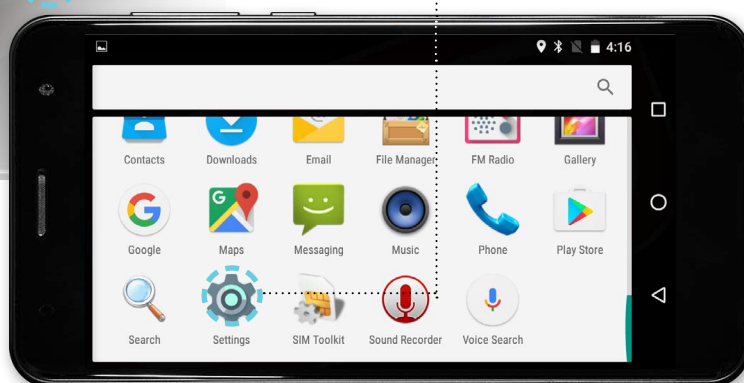 4:16
Contacts Downloads Email File Manager FM Radio Gallery
Google Maps Messaging Music Phone Play Store
Search Settings SIM Toolkit Sound Recorder Voice Search